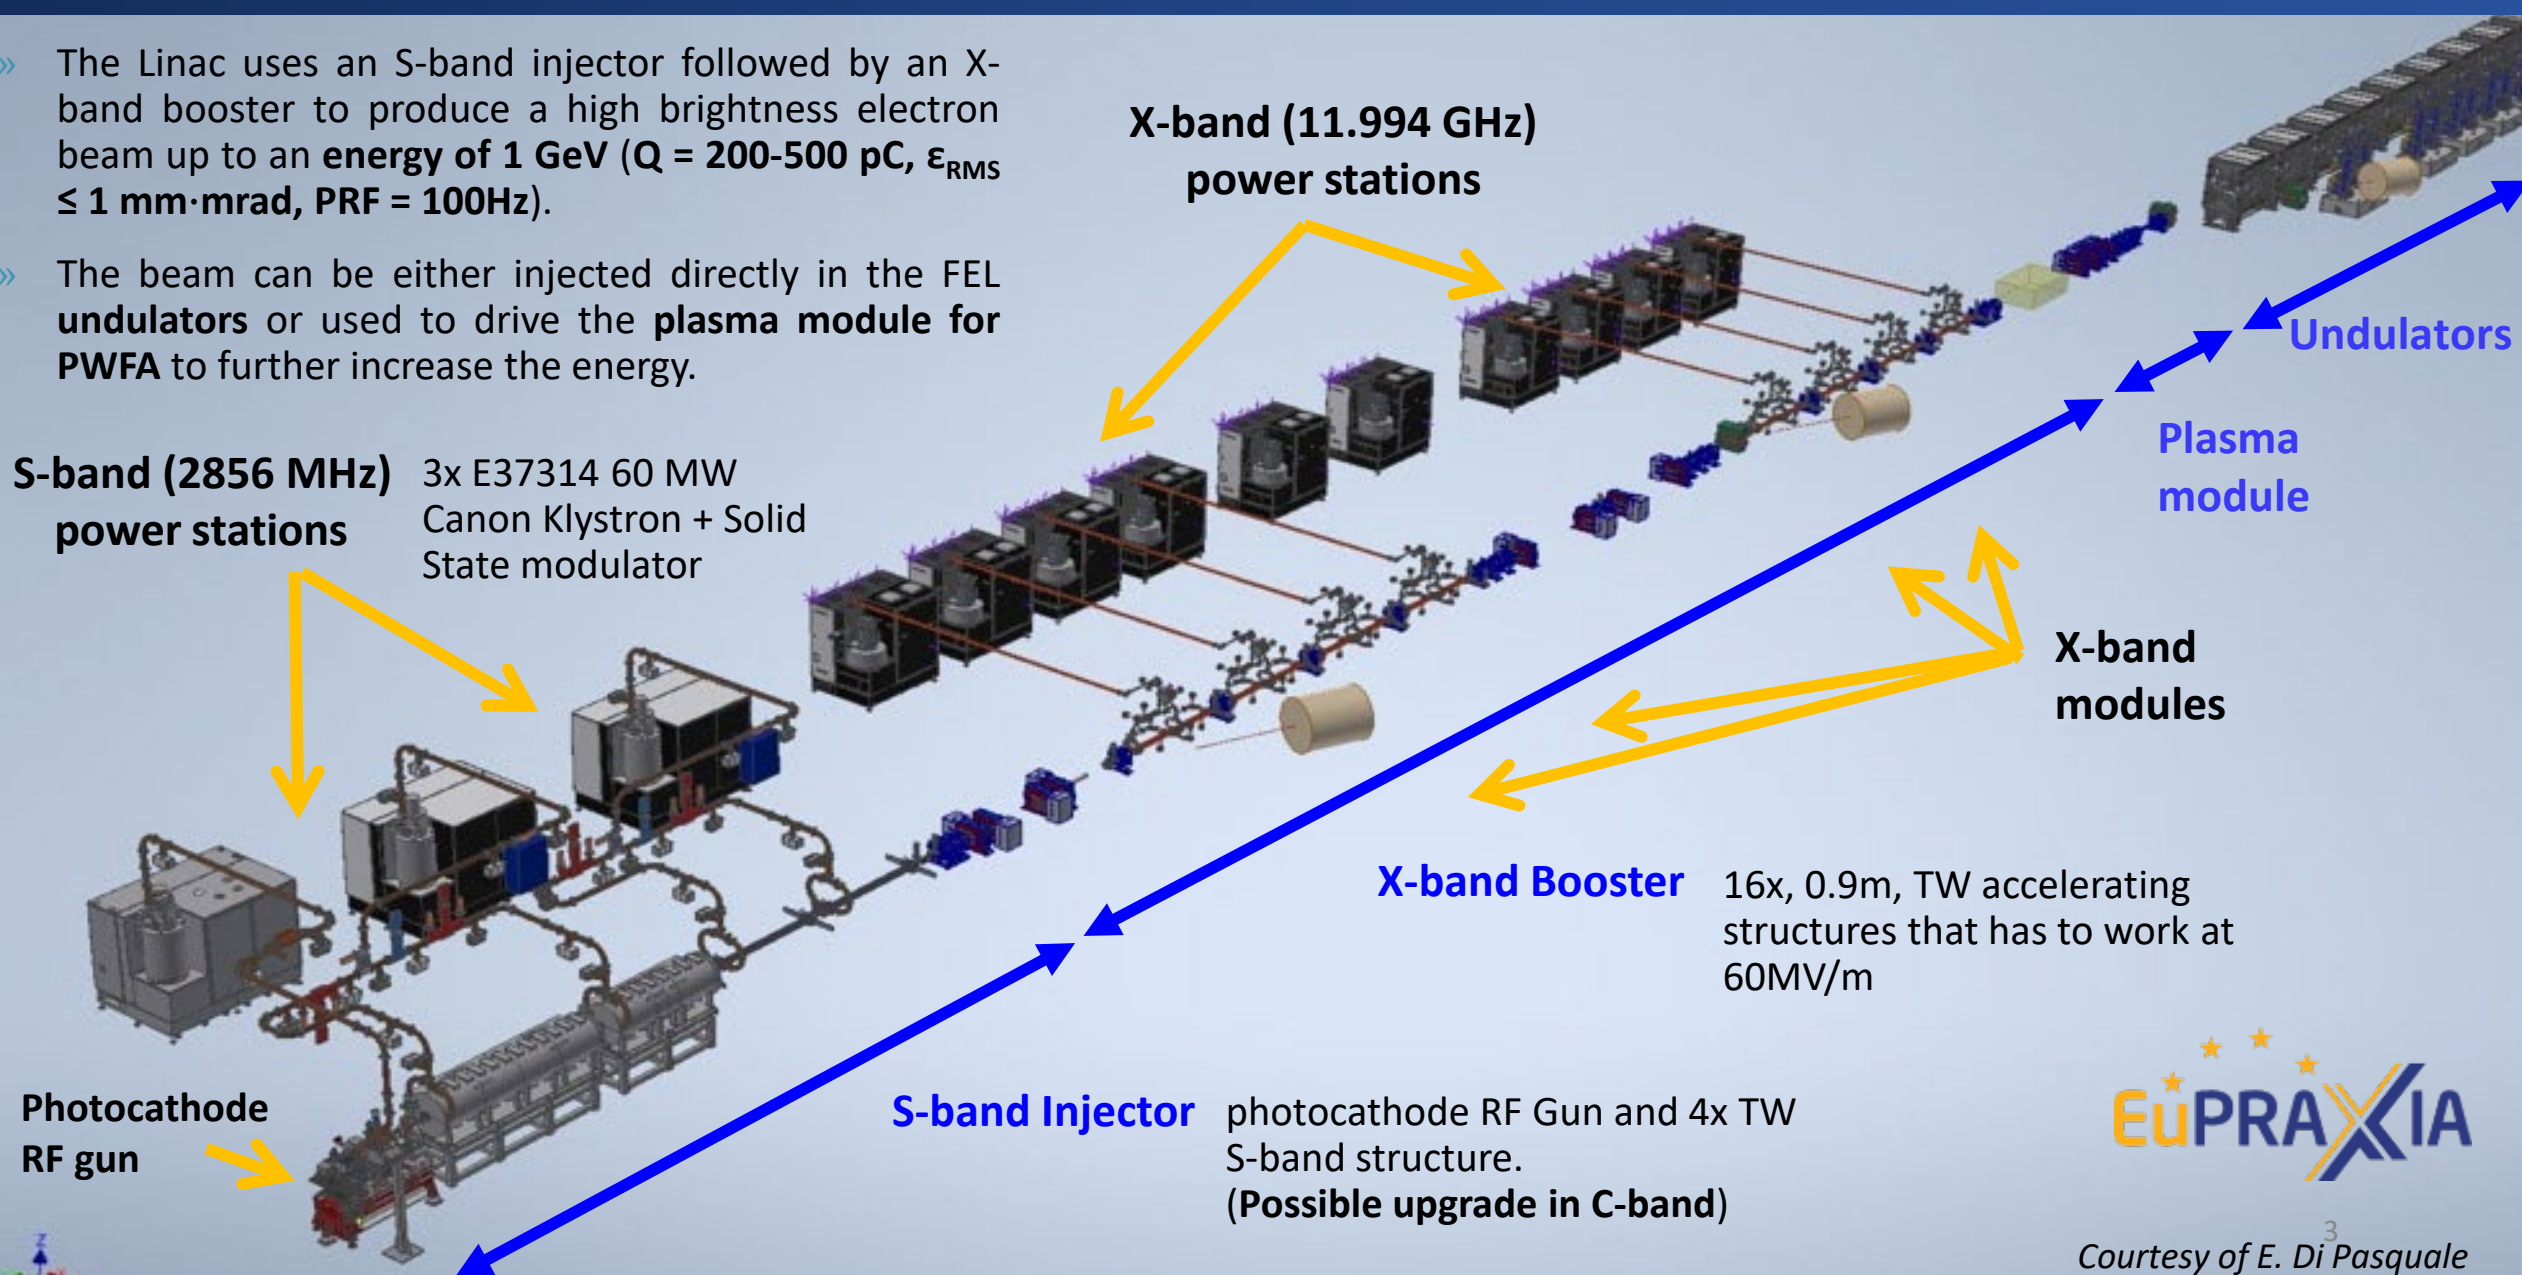 » The Linac uses an S-band injector followed by an X-
band booster to produce a high brightness electron
beam up to an energy of 1 GeV (Q = 200-500 pC, εRMS
≤ 1 mm·mrad, PRF = 100Hz).
» The beam can be either injected directly in the FEL
undulators or used to drive the plasma module for
PWFA to further increase the energy.
X-band (11.994 GHz)
power stations
S-band (2856 MHz)
power stations
3x E37314 60 MW
Canon Klystron + Solid
State modulator
Undulators
Plasma
module
X-band
modules
X-band Booster
16x, 0.9m, TW accelerating
structures that has to work at
60MV/m
Photocathode
RF gun
S-band Injector
photocathode RF Gun and 4x TW
S-band structure.
(Possible upgrade in C-band)
EuPRAXIA
3
Courtesy of E. Di Pasquale
Z